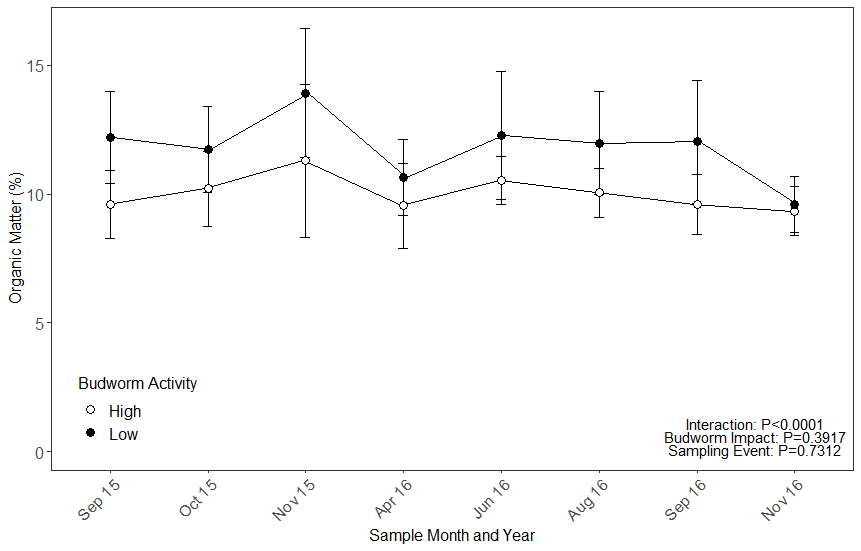 15
10
5
0
Organic Matter (%)
Budworm Activity
High
Low
Interaction: P<0.0001
Budworm Impact: P=0.3917
Sampling Event: P=0.7312
Sep 15
Oct 15
Nov 15
Apr 16
Jun 16
Aug 16
Sep 16
Nov 16
Sample Month and Year